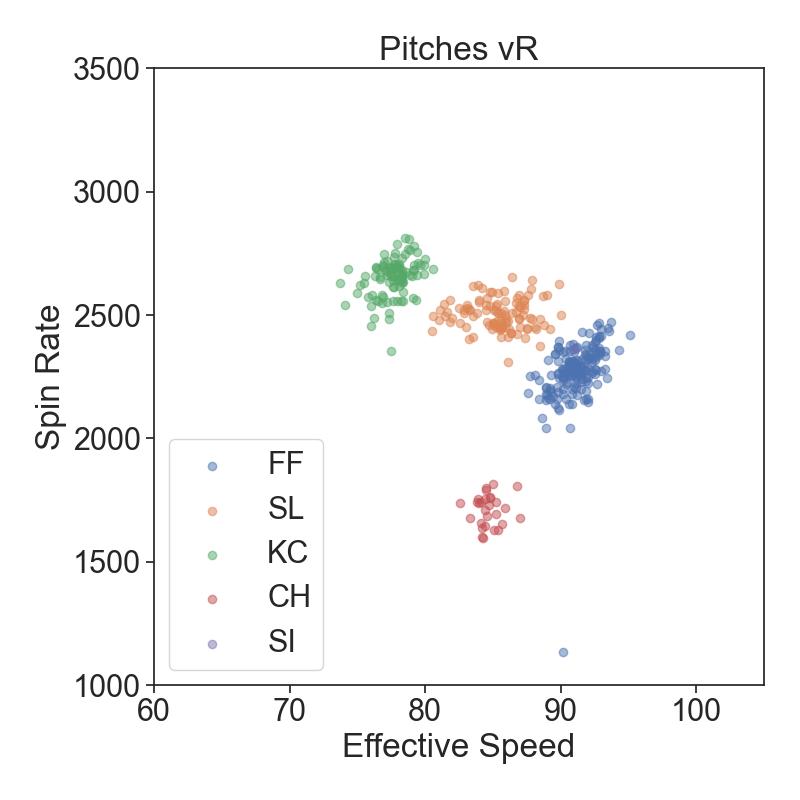 Pitches vR
3500
3000
2500
2000
1500
1000
Spin Rate
FF
SL
KC
CH
SI
60 70 80 90 100
Effective Speed